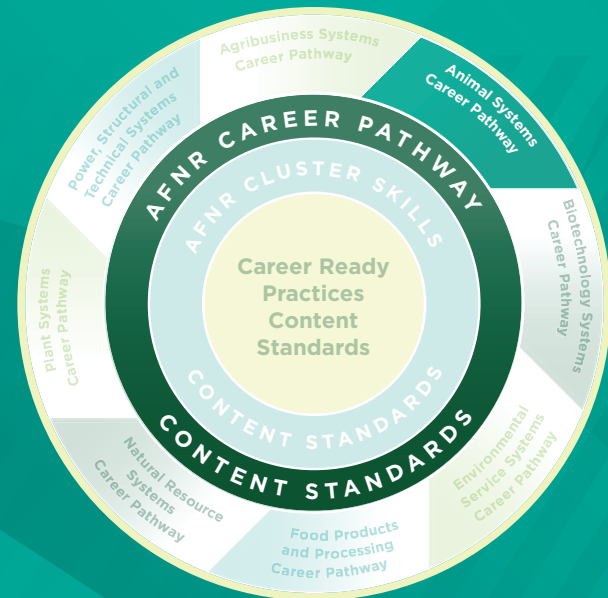 Agribusiness Systems
Career Pathway
Animal Systems
Career Pathway
Biotechnology Systems
Career Pathway
Environmental
Service Systems
Career Pathway
Food Products
and Processing
Career Pathway
Natural Resource
Systems
Career Pathway
Plant Systems
Career Pathway
Power, Structural and
Technical Systems
Career Pathway
AFNR CAREER PATHWAY
CONTENT STANDARDS
AFNR CLUSTER SKILLS
CONTENT STANDARDS
Career Ready
Practices
Content
Standards